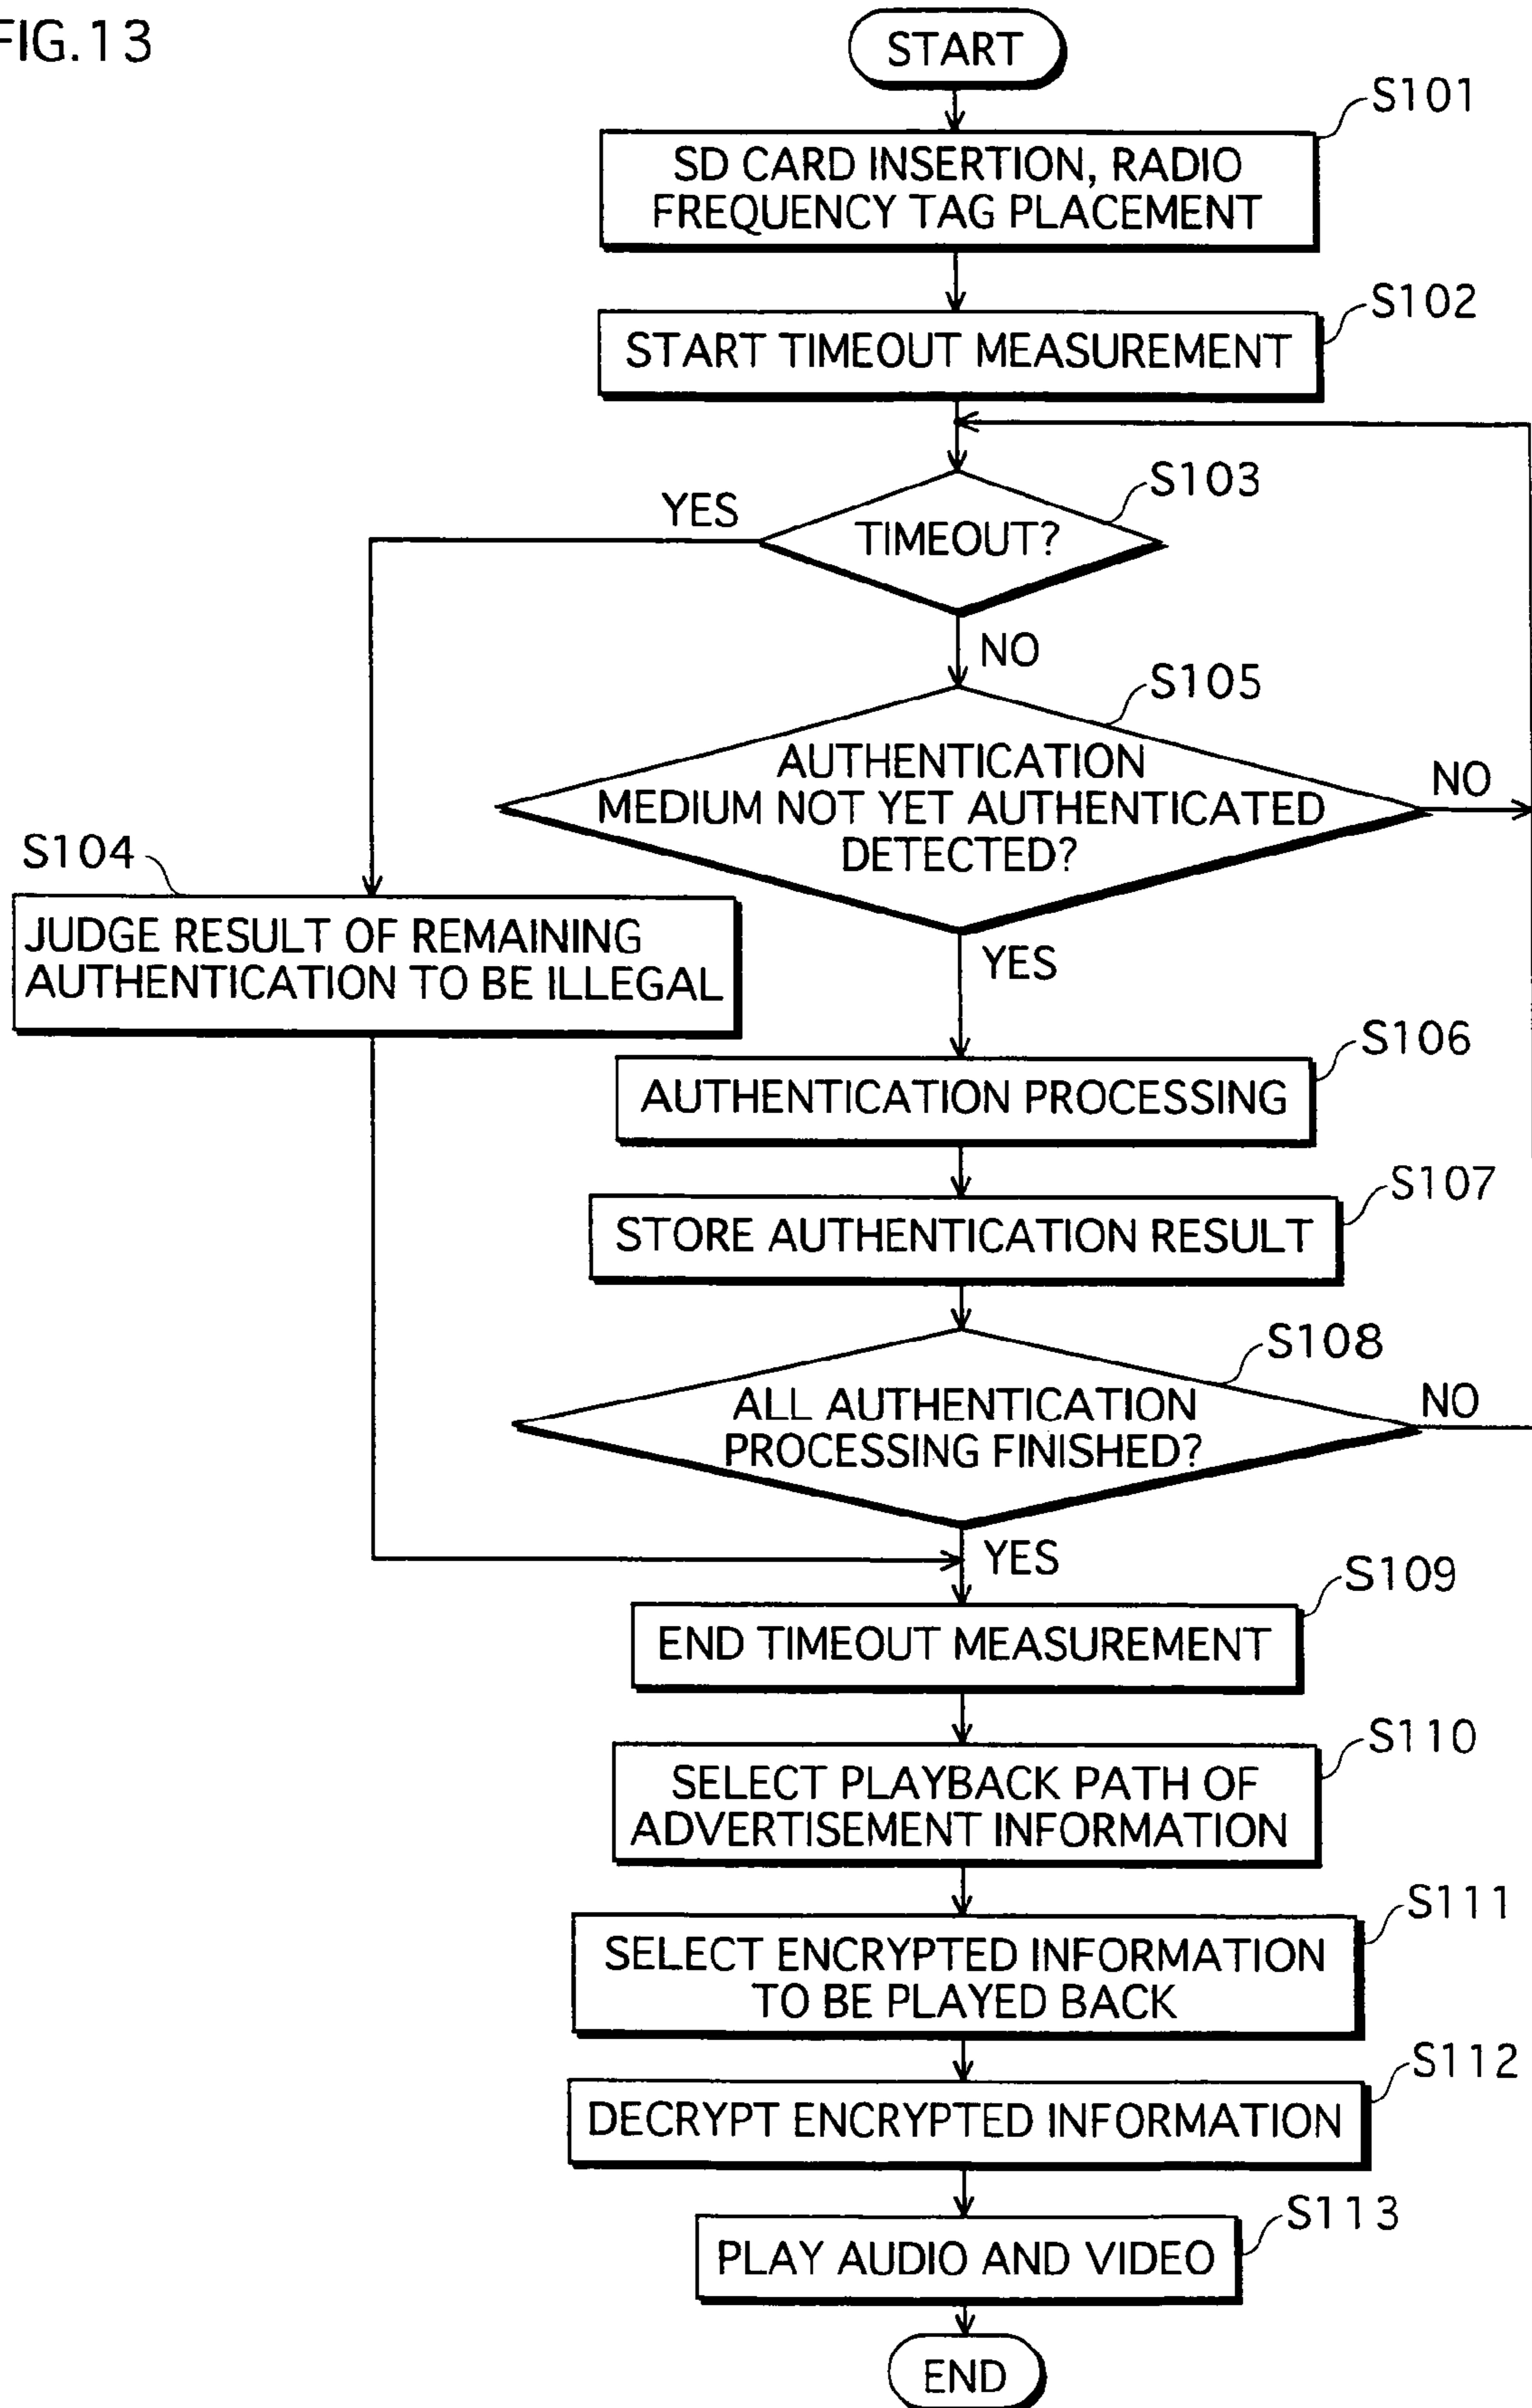 FIG.13
START
S101
SD CARD INSERTION, RADIO
FREQUENCY TAG PLACEMENT
S102
START TIMEOUT MEASUREMENT
S103
YES
TIMEOUT?
NO
S105
AUTHENTICATION
MEDIUM NOT YET AUTHENTICATED
DETECTED?
NO
S104
JUDGE RESULT OF REMAINING
AUTHENTICATION TO BE ILLEGAL
YES
S106
AUTHENTICATION PROCESSING
S107
STORE AUTHENTICATION RESULT
S108
ALL AUTHENTICATION
PROCESSING FINISHED?
NO
YES
S109
END TIMEOUT MEASUREMENT
S110
SELECT PLAYBACK PATH OF
ADVERTISEMENT INFORMATION
S111
SELECT ENCRYPTED INFORMATION
TO BE PLAYED BACK
S112
DECRYPT ENCRYPTED INFORMATION
S113
PLAY AUDIO AND VIDEO
END